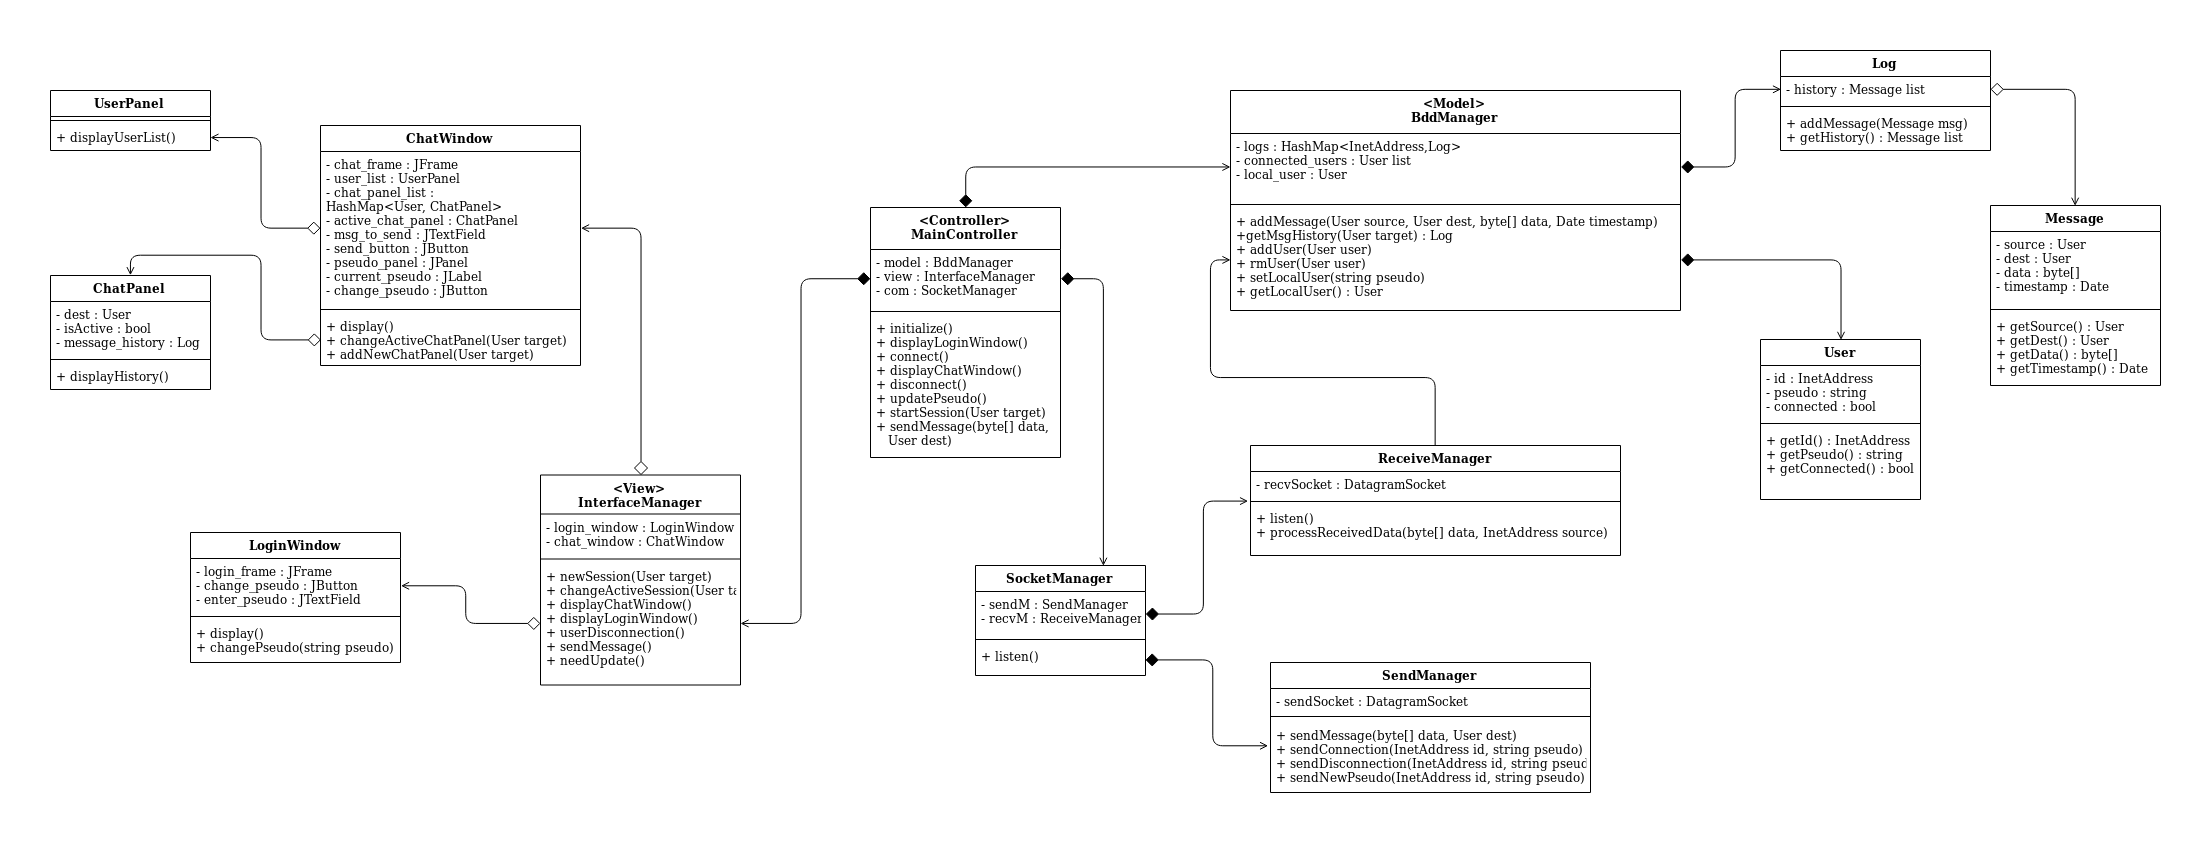 UserPanel
+ displayUserList()
ChatPanel
- dest : User
- isActive : bool
- message_history : Log
+ displayHistory()
ChatWindow
- chat_frame : JFrame
- user_list : UserPanel
- chat_panel_list :
HashMap<User, ChatPanel>
- active_chat_panel : ChatPanel
- msg_to_send : JTextField
- send_button : JButton
- pseudo_panel : JPanel
- current_pseudo : JLabel
- change_pseudo : JButton
+ display()
+ changeActiveChatPanel(User target)
+ addNewChatPanel(User target)
LoginWindow
- login_frame : JFrame
- change_pseudo : JButton
- enter_pseudo : JTextField
+ display()
+ changePseudo(string pseudo)
<View>
InterfaceManager
- login_window : LoginWindow
- chat_window : ChatWindow
+ newSession(User target)
+ changeActiveSession(User ta
+ displayChatWindow()
+ displayLoginWindow()
+ userDisconnection()
+ sendMessage()
+ needUpdate()
<Controller>
MainController
- model : BddManager
- view : InterfaceManager
- com : SocketManager
+ initialize()
+ displayLoginWindow()
+ connect()
+ displayChatWindow()
+ disconnect()
+ updatePseudo()
+ startSession(User target)
+ sendMessage(byte[] data,
User dest)
<Model>
BddManager
- logs : HashMap<InetAddress,Log>
- connected_users : User list
- local_user : User
+ addMessage(User source, User dest, byte[] data, Date timestamp)
+getMsgHistory(User target) : Log
+ addUser(User user)
+ rmUser(User user)
+ setLocalUser(string pseudo)
+ getLocalUser() : User
Log
- history : Message list
+ addMessage(Message msg)
+ getHistory() : Message list
Message
- source : User
- dest : User
- data : byte[]
- timestamp : Date
+ getSource() : User
+ getDest() : User
+ getData() : byte[]
+ getTimestamp() : Date
User
- id : InetAddress
- pseudo : string
- connected : bool
+ getId() : InetAddress
+ getPseudo() : string
+ getConnected() : bool
ReceiveManager
- recvSocket : DatagramSocket
+ listen()
+ processReceivedData(byte[] data, InetAddress source)
SocketManager
- sendM : SendManager
- recvM : ReceiveManager
+ listen()
SendManager
- sendSocket : DatagramSocket
+ sendMessage(byte[] data, User dest)
+ sendConnection(InetAddress id, string pseudo)
+ sendDisconnection(InetAddress id, string pseud
+ sendNewPseudo(InetAddress id, string pseudo)